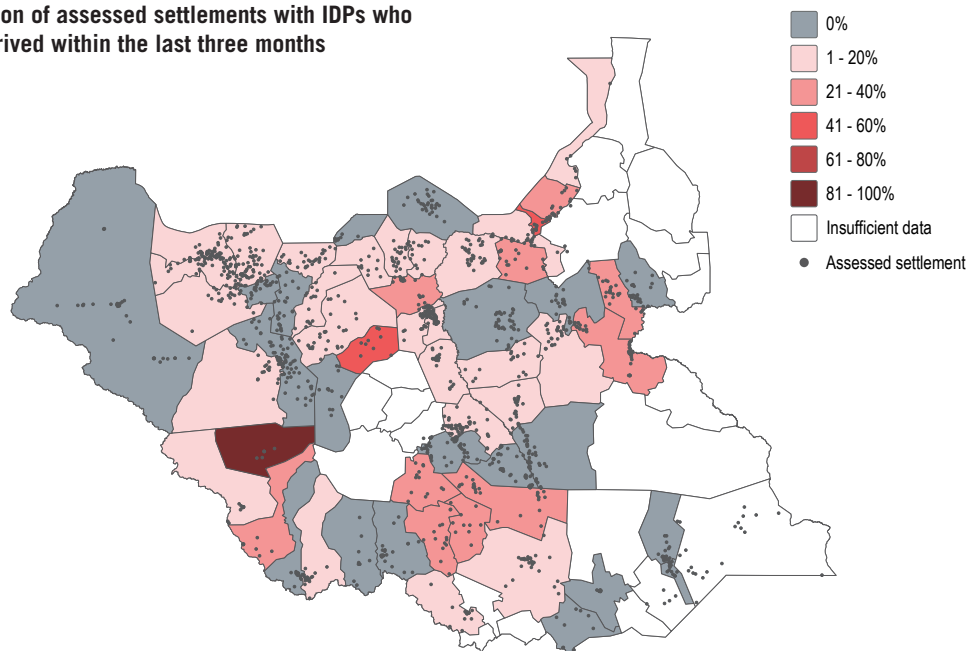 ion of assessed settlements with IDPs who
rived within the last three months
0%
1 - 20%
21 - 40%
41 - 60%
61 - 80%
81 - 100%
Insufficient data
Assessed settlement